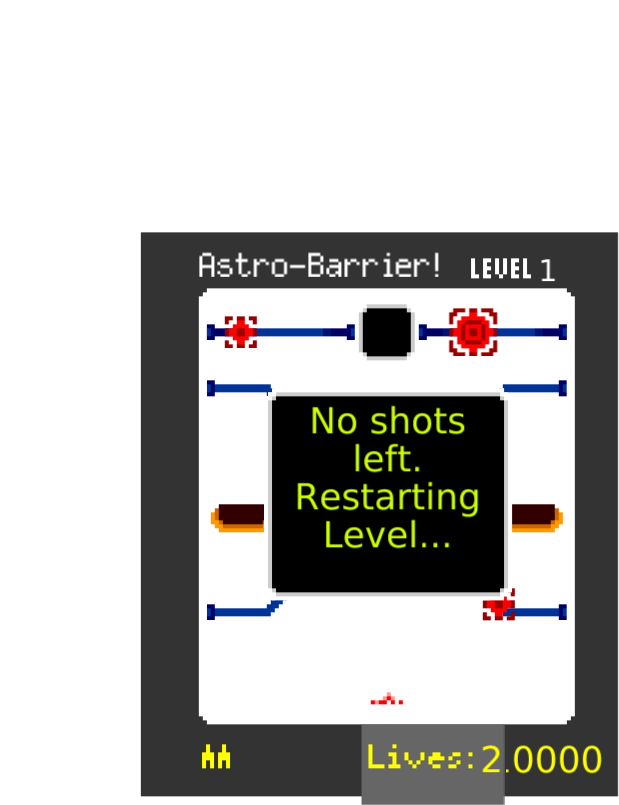 Astro-Barrier! LEVEL 1
No shots
left.
Restarting
Level...
Lives:2.0000